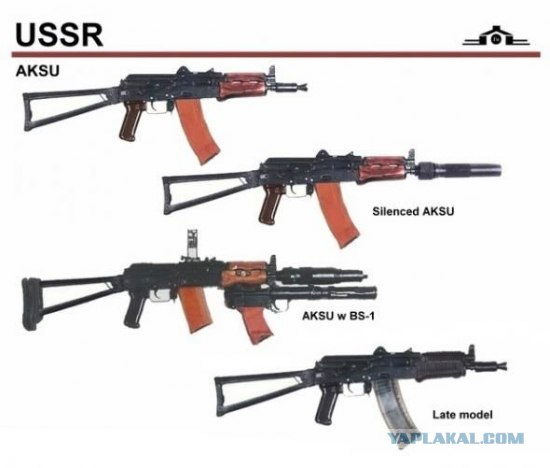 USSR
AKSU
Silenced AKSU
AKSU w BS-1
Late model
YAPLAKAL.COM